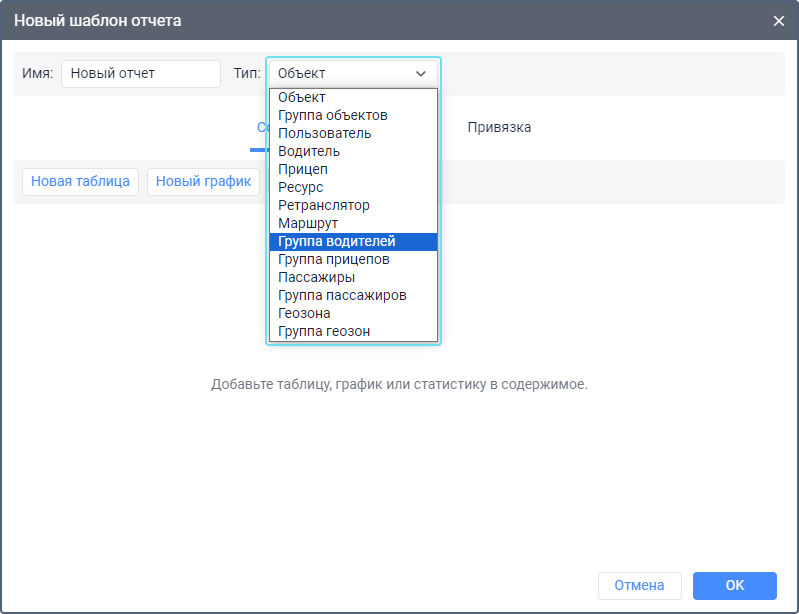 Новый шаблон отчета
Имя: Новый отчет Тип: Объект
Объект
Группа объектов
Пользователь
Водитель
Прицеп
Ресурс
Ретранслятор
Маршрут
Группа водителей
Группа прицепов
Пассажиры
Группа пассажиров
Геозона
Группа геозон
Привязка
Новая таблица Новый график
Добавьте таблицу, график или статистику в содержимое.
Отмена OK